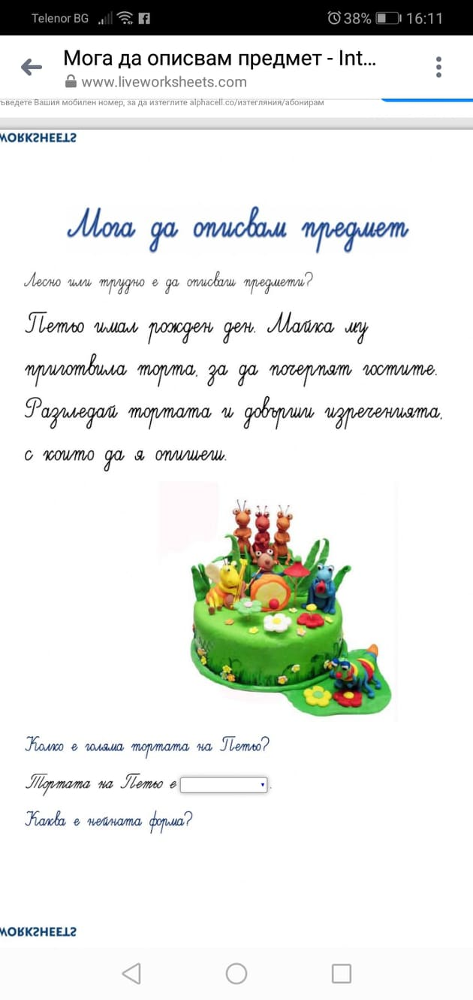 Telenor BG 38% 16:11
Мога да описвам предмет - Int...
www.liveworksheets.com
ъведете Вашия мобилен номер, за да изтеглите alphacell.co/изтегляния/абонирам
WORKSHEETS
Мога да описвам предмет
Лесно или трудно е да описваш предмети?
Петьо имал рожден ден. Майка му
приготвила торта, за да почерпят гостите.
Разгледай тортата и довърши изреченията,
с които да я опишеш.
Колко е голяма тортата на Петьо?
Тортата на Петьо е .
Каква е нейната форма?
WORKSHEETS